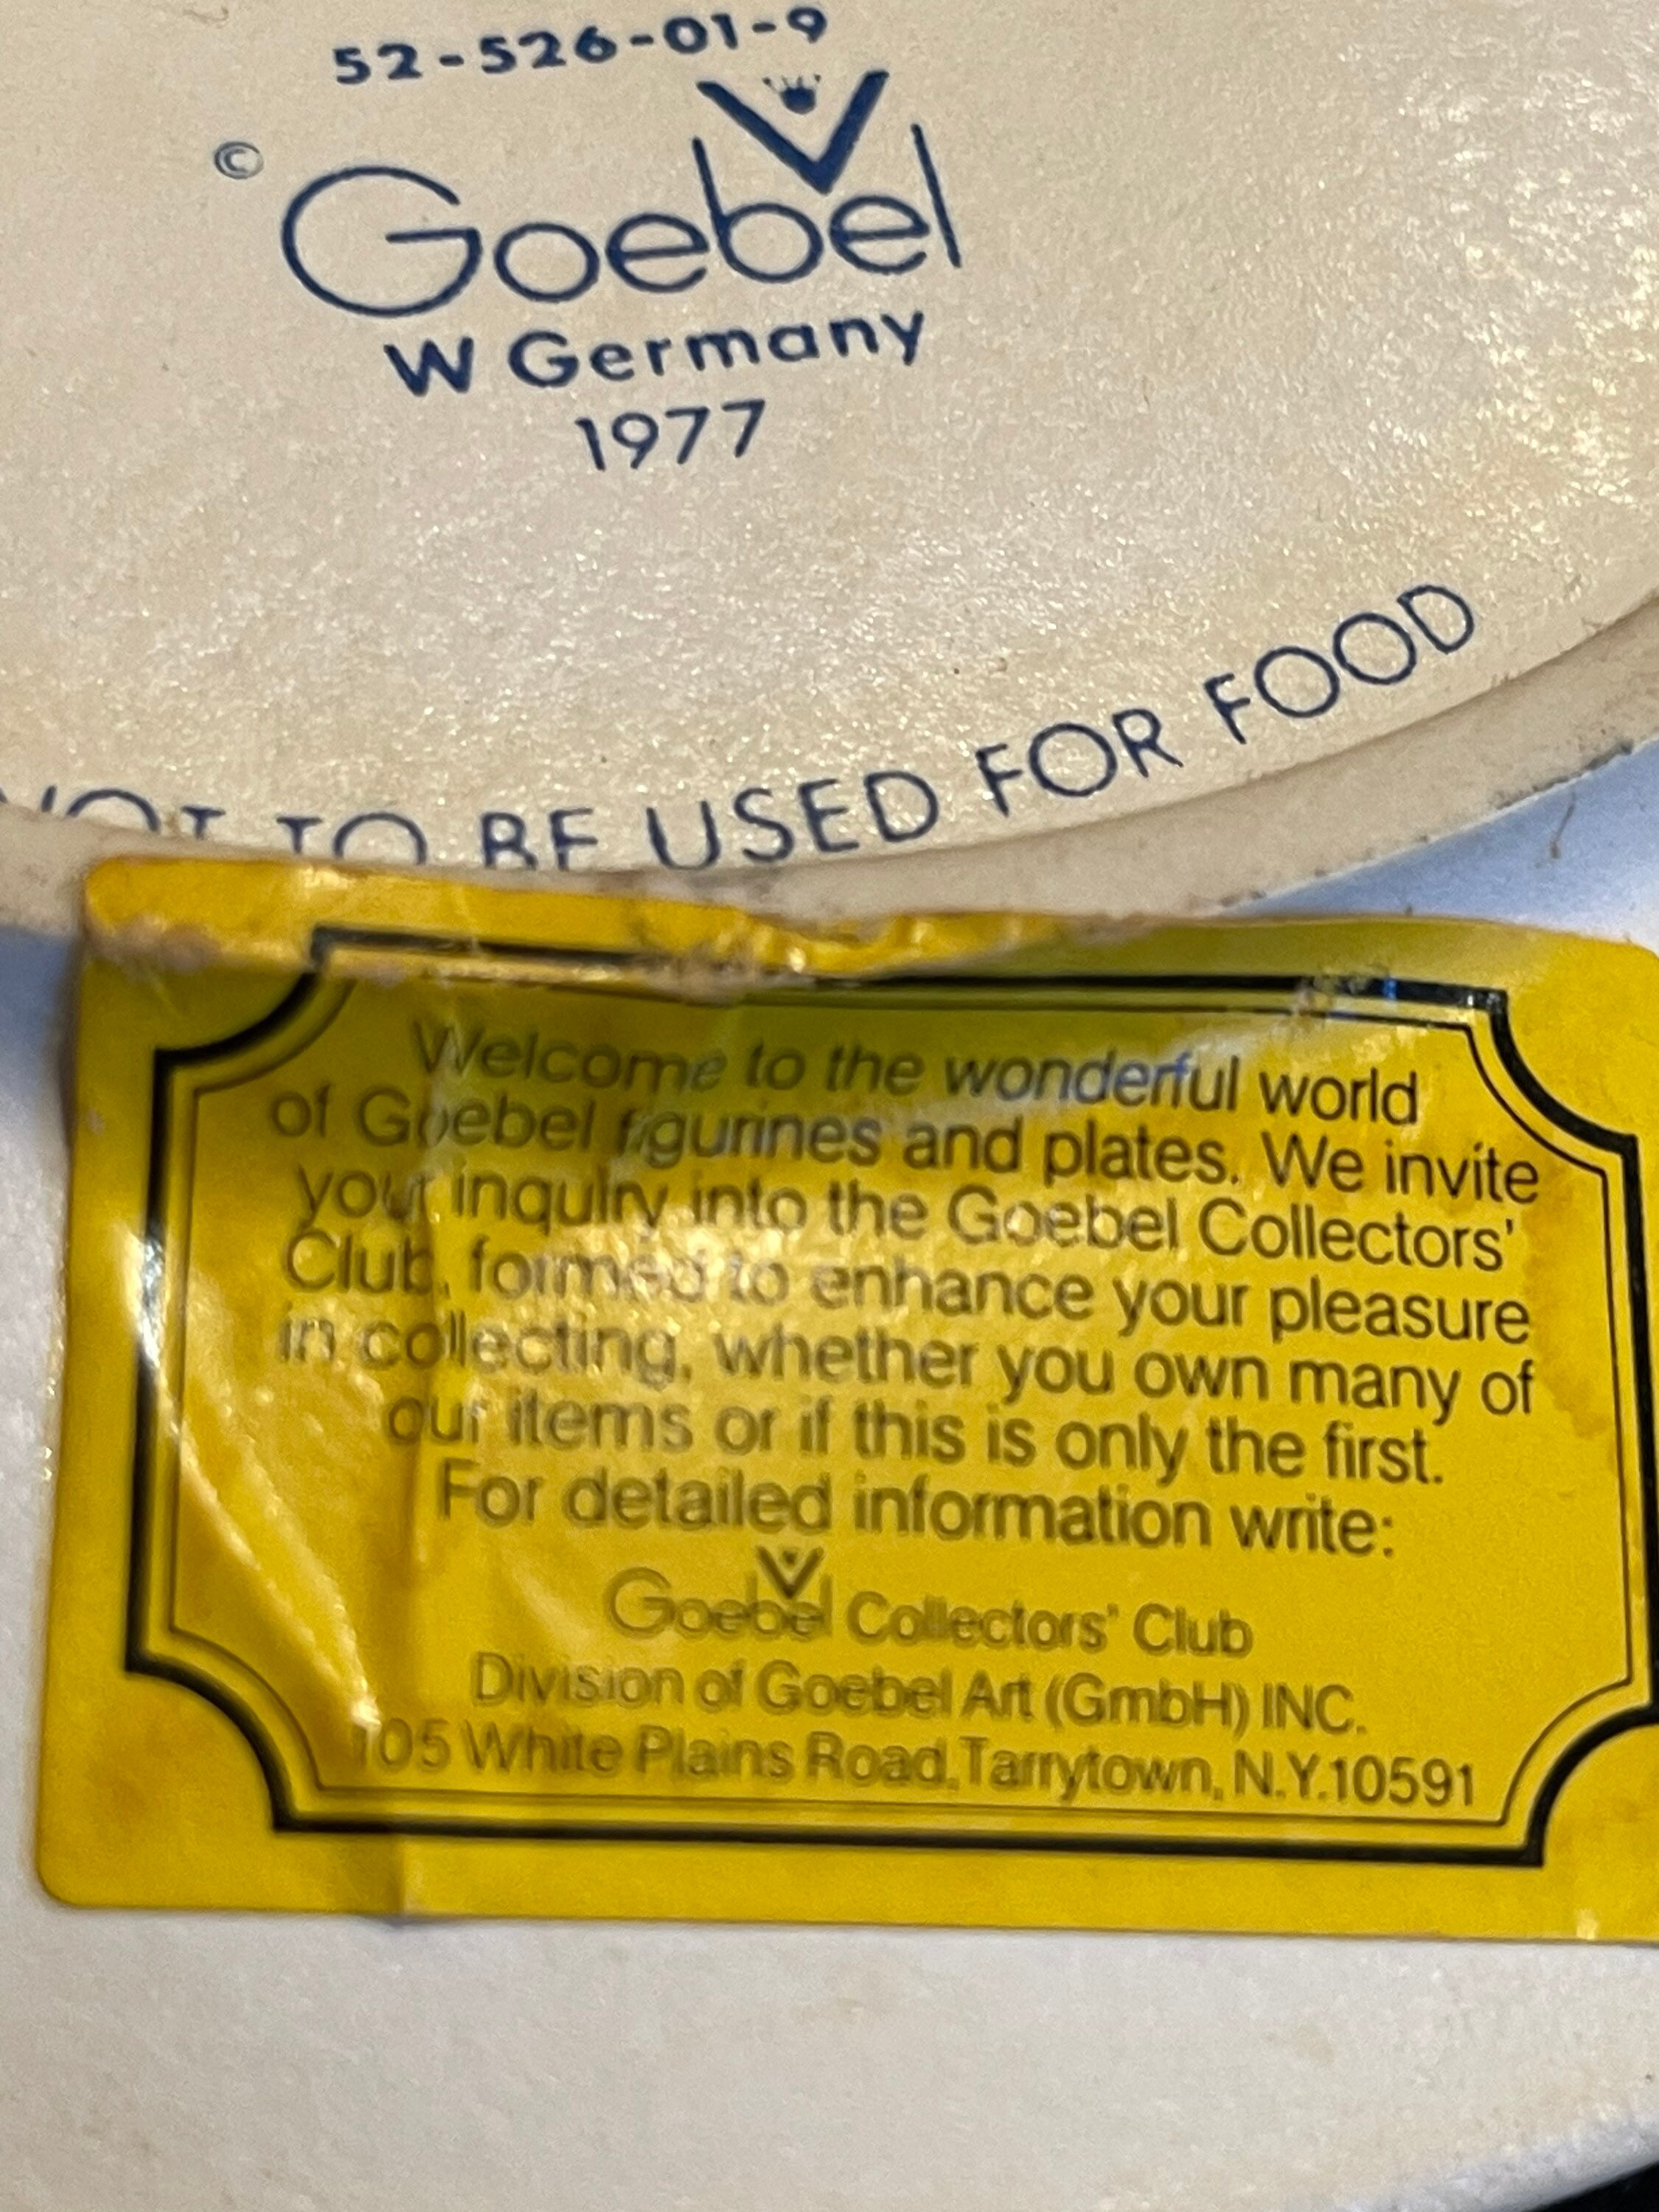 52-526-01-9
©
Goebel
W Germany
1977
NOT TO BE USED FOR FOOD
Welcome to the wonderful world
of Goebel figurines and plates. We invite
your inquiry into the Goebel Collectors'
Club, formed to enhance your pleasure
in collecting, whether you own many of
our items or if this is only the first.
For detailed information write:
Goebel Collectors' Club
Division of Goebel Art (GmbH) INC.
105 White Plains Road, Tarrytown, N.Y. 10591